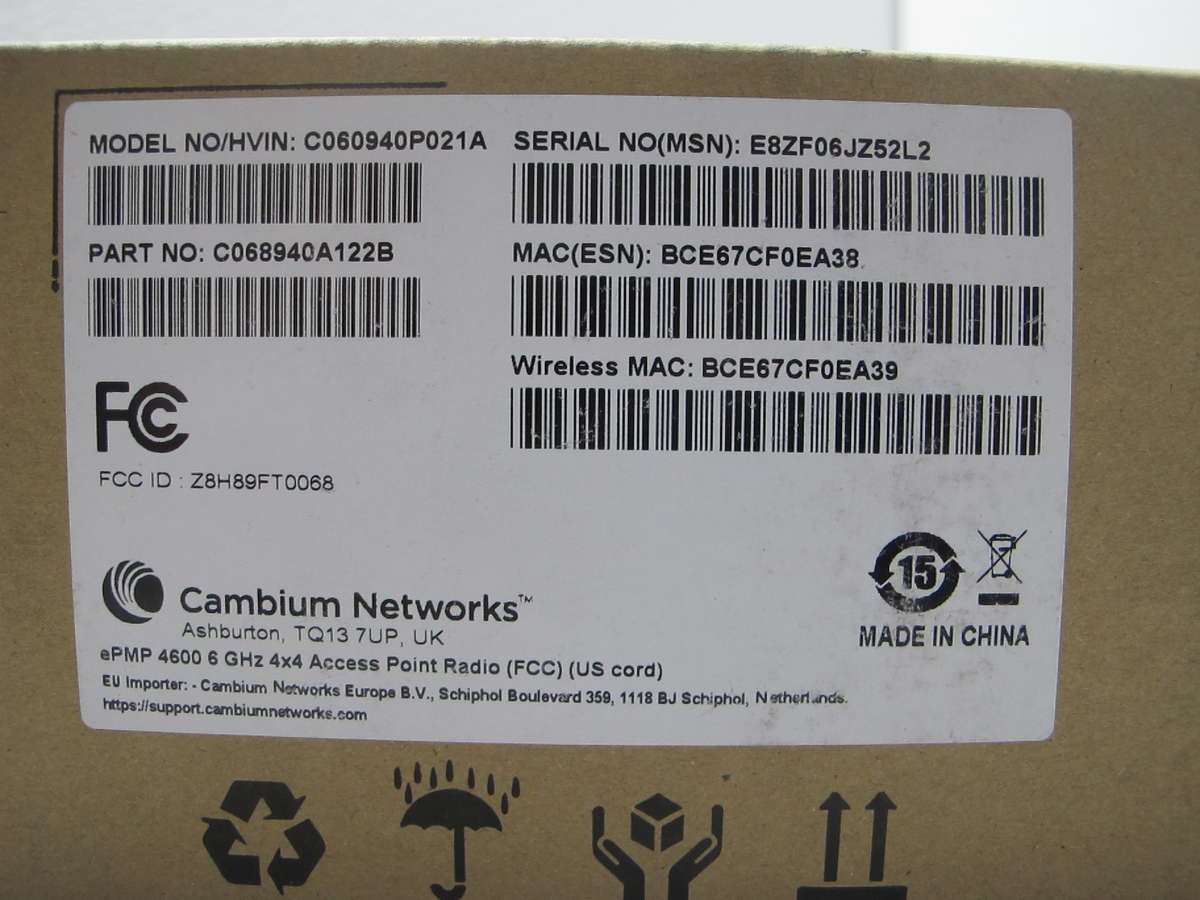 MODEL NO/HVIN: C060940P021A
SERIAL NO(MSN): E8ZF06JZ52L2
PART NO: C068940A122B
MAC(ESN): BCE67CF0EA38
Wireless MAC: BCE67CF0EA39
FC
FCC ID : Z8H89FT0068
15
Cambium Networks™
Ashburton, TQ13 7UP, UK
MADE IN CHINA
ePMP 4600 6 GHz 4x4 Access Point Radio (FCC) (US cord)
EU Importer: - Cambium Networks Europe B.V., Schiphol Boulevard 359, 1118 BJ Schiphol, Netherlands.
https://support.cambiumnetworks.com